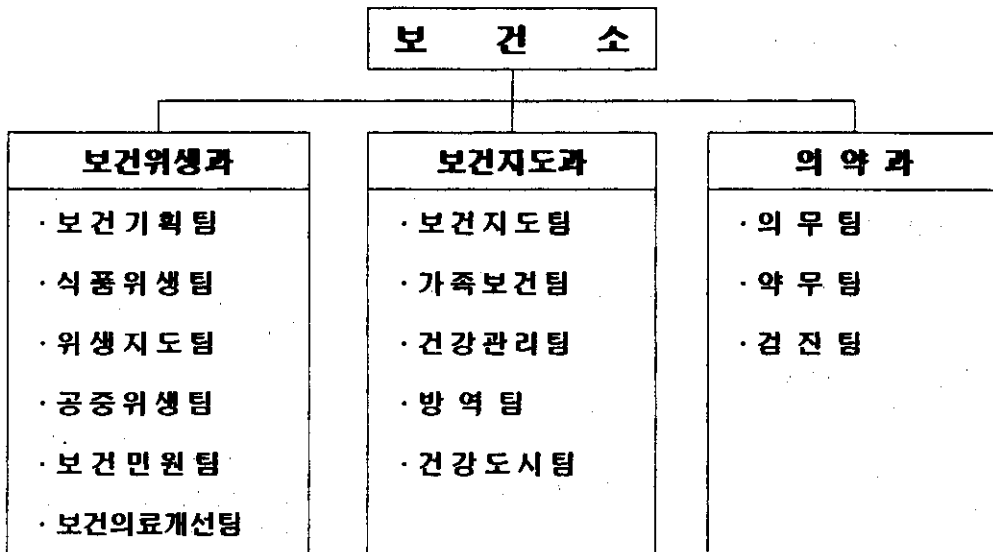 보 건 소
보건위생과
· 보건기획팀
· 식품위생팀
· 위생지도팀
· 공중위생팀
· 보건민원팀
· 보건의료개선팀
보건지도과
· 보건지도팀
· 가족보건팀
· 건강관리팀
· 방 역 팀
· 건강도시팀
의 약 과
· 의 무 팀
· 약 무 팀
· 검 진 팀